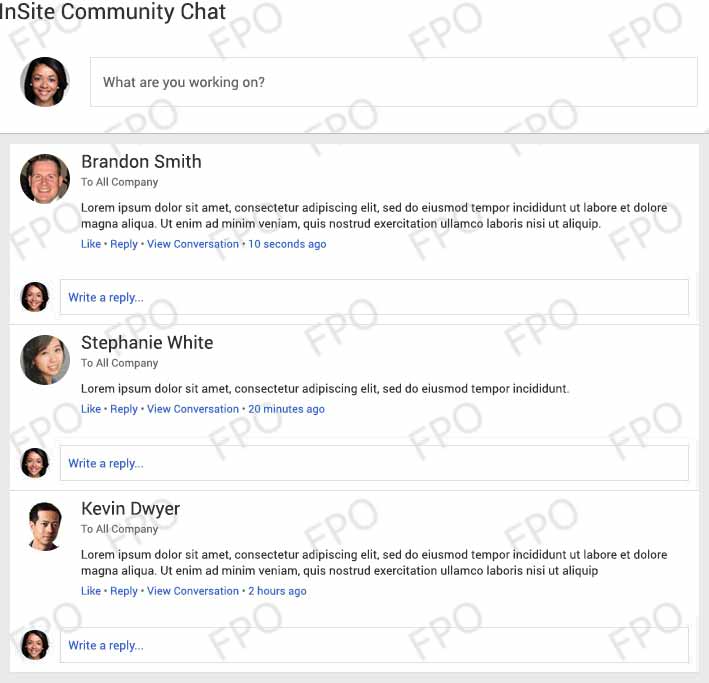 InSite Community Chat
What are you working on?
Brandon Smith
To All Company
Lorem ipsum dolor sit amet, consectetur adipiscing elit, sed do eiusmod tempor incididunt ut labore et dolore
magna aliqua. Ut enim ad minim veniam, quis nostrud exercitation ullamco laboris nisi ut aliquip.
Like • Reply • View Conversation • 10 seconds ago
Write a reply...
Stephanie White
To All Company
Lorem ipsum dolor sit amet, consectetur adipiscing elit, sed do eiusmod tempor incididunt.
Like • Reply • View Conversation • 20 minutes ago
Write a reply...
Kevin Dwyer
To All Company
Lorem ipsum dolor sit amet, consectetur adipiscing elit, sed do eiusmod tempor incididunt ut labore et dolore
magna aliqua. Ut enim ad minim veniam, quis nostrud exercitation ullamco laboris nisi ut aliquip
Like • Reply • View Conversation • 2 hours ago
Write a reply...
FPO FPO FPO FPO
FPO FPO FPO
FPO FPO FPO FPO
FPO FPO FPO
FPO FPO FPO FPO
FPO FPO FPO
FPO FPO FPO FPO